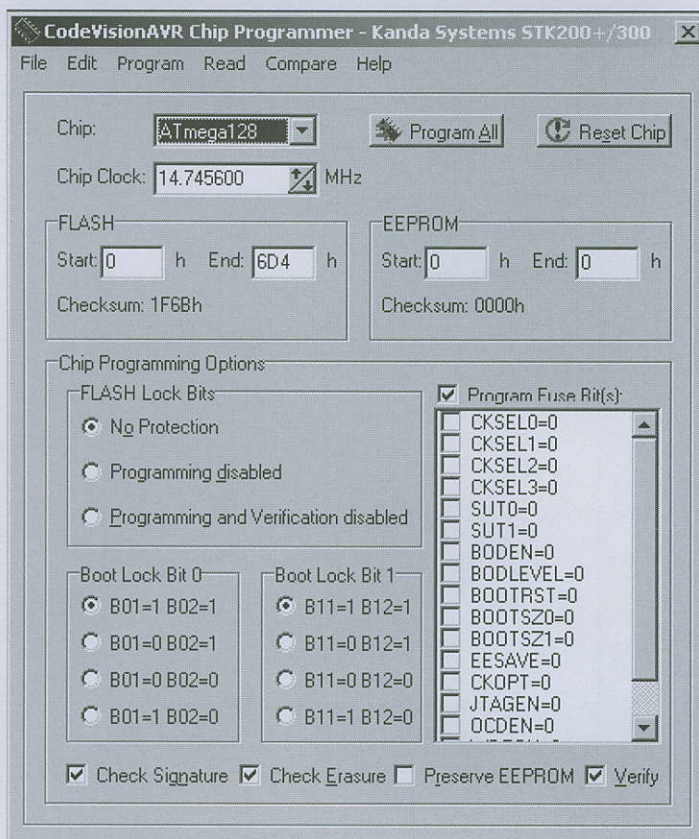 CodeVisionAVR Chip Programmer - Kanda Systems STK200+/300
File Edit Program Read Compare Help
Chip: ATmega128 Program All Reset Chip
Chip Clock: 14.745600 MHz
FLASH
Start: 0 h End: 6D4 h
Checksum: 1F6Bh
EEPROM
Start: 0 h End: 0 h
Checksum: 0000h
Chip Programming Options
FLASH Lock Bits
No Protection
Programming disabled
Programming and Verification disabled
Boot Lock Bit 0
B01=1 B02=1
B01=0 B02=1
B01=0 B02=0
B01=1 B02=0
Boot Lock Bit 1
B11=1 B12=1
B11=0 B12=1
B11=0 B12=0
B11=1 B12=0
Program Fuse Bit(s):
CKSEL0=0
CKSEL1=0
CKSEL2=0
CKSEL3=0
SUT0=0
SUT1=0
BODEN=0
BODLEVEL=0
BOOTRST=0
BOOTSZ0=0
BOOTSZ1=0
EESAVE=0
CKOPT=0
JTAGEN=0
OCDEN=0
Check Signature Check Erasure Preserve EEPROM Verify